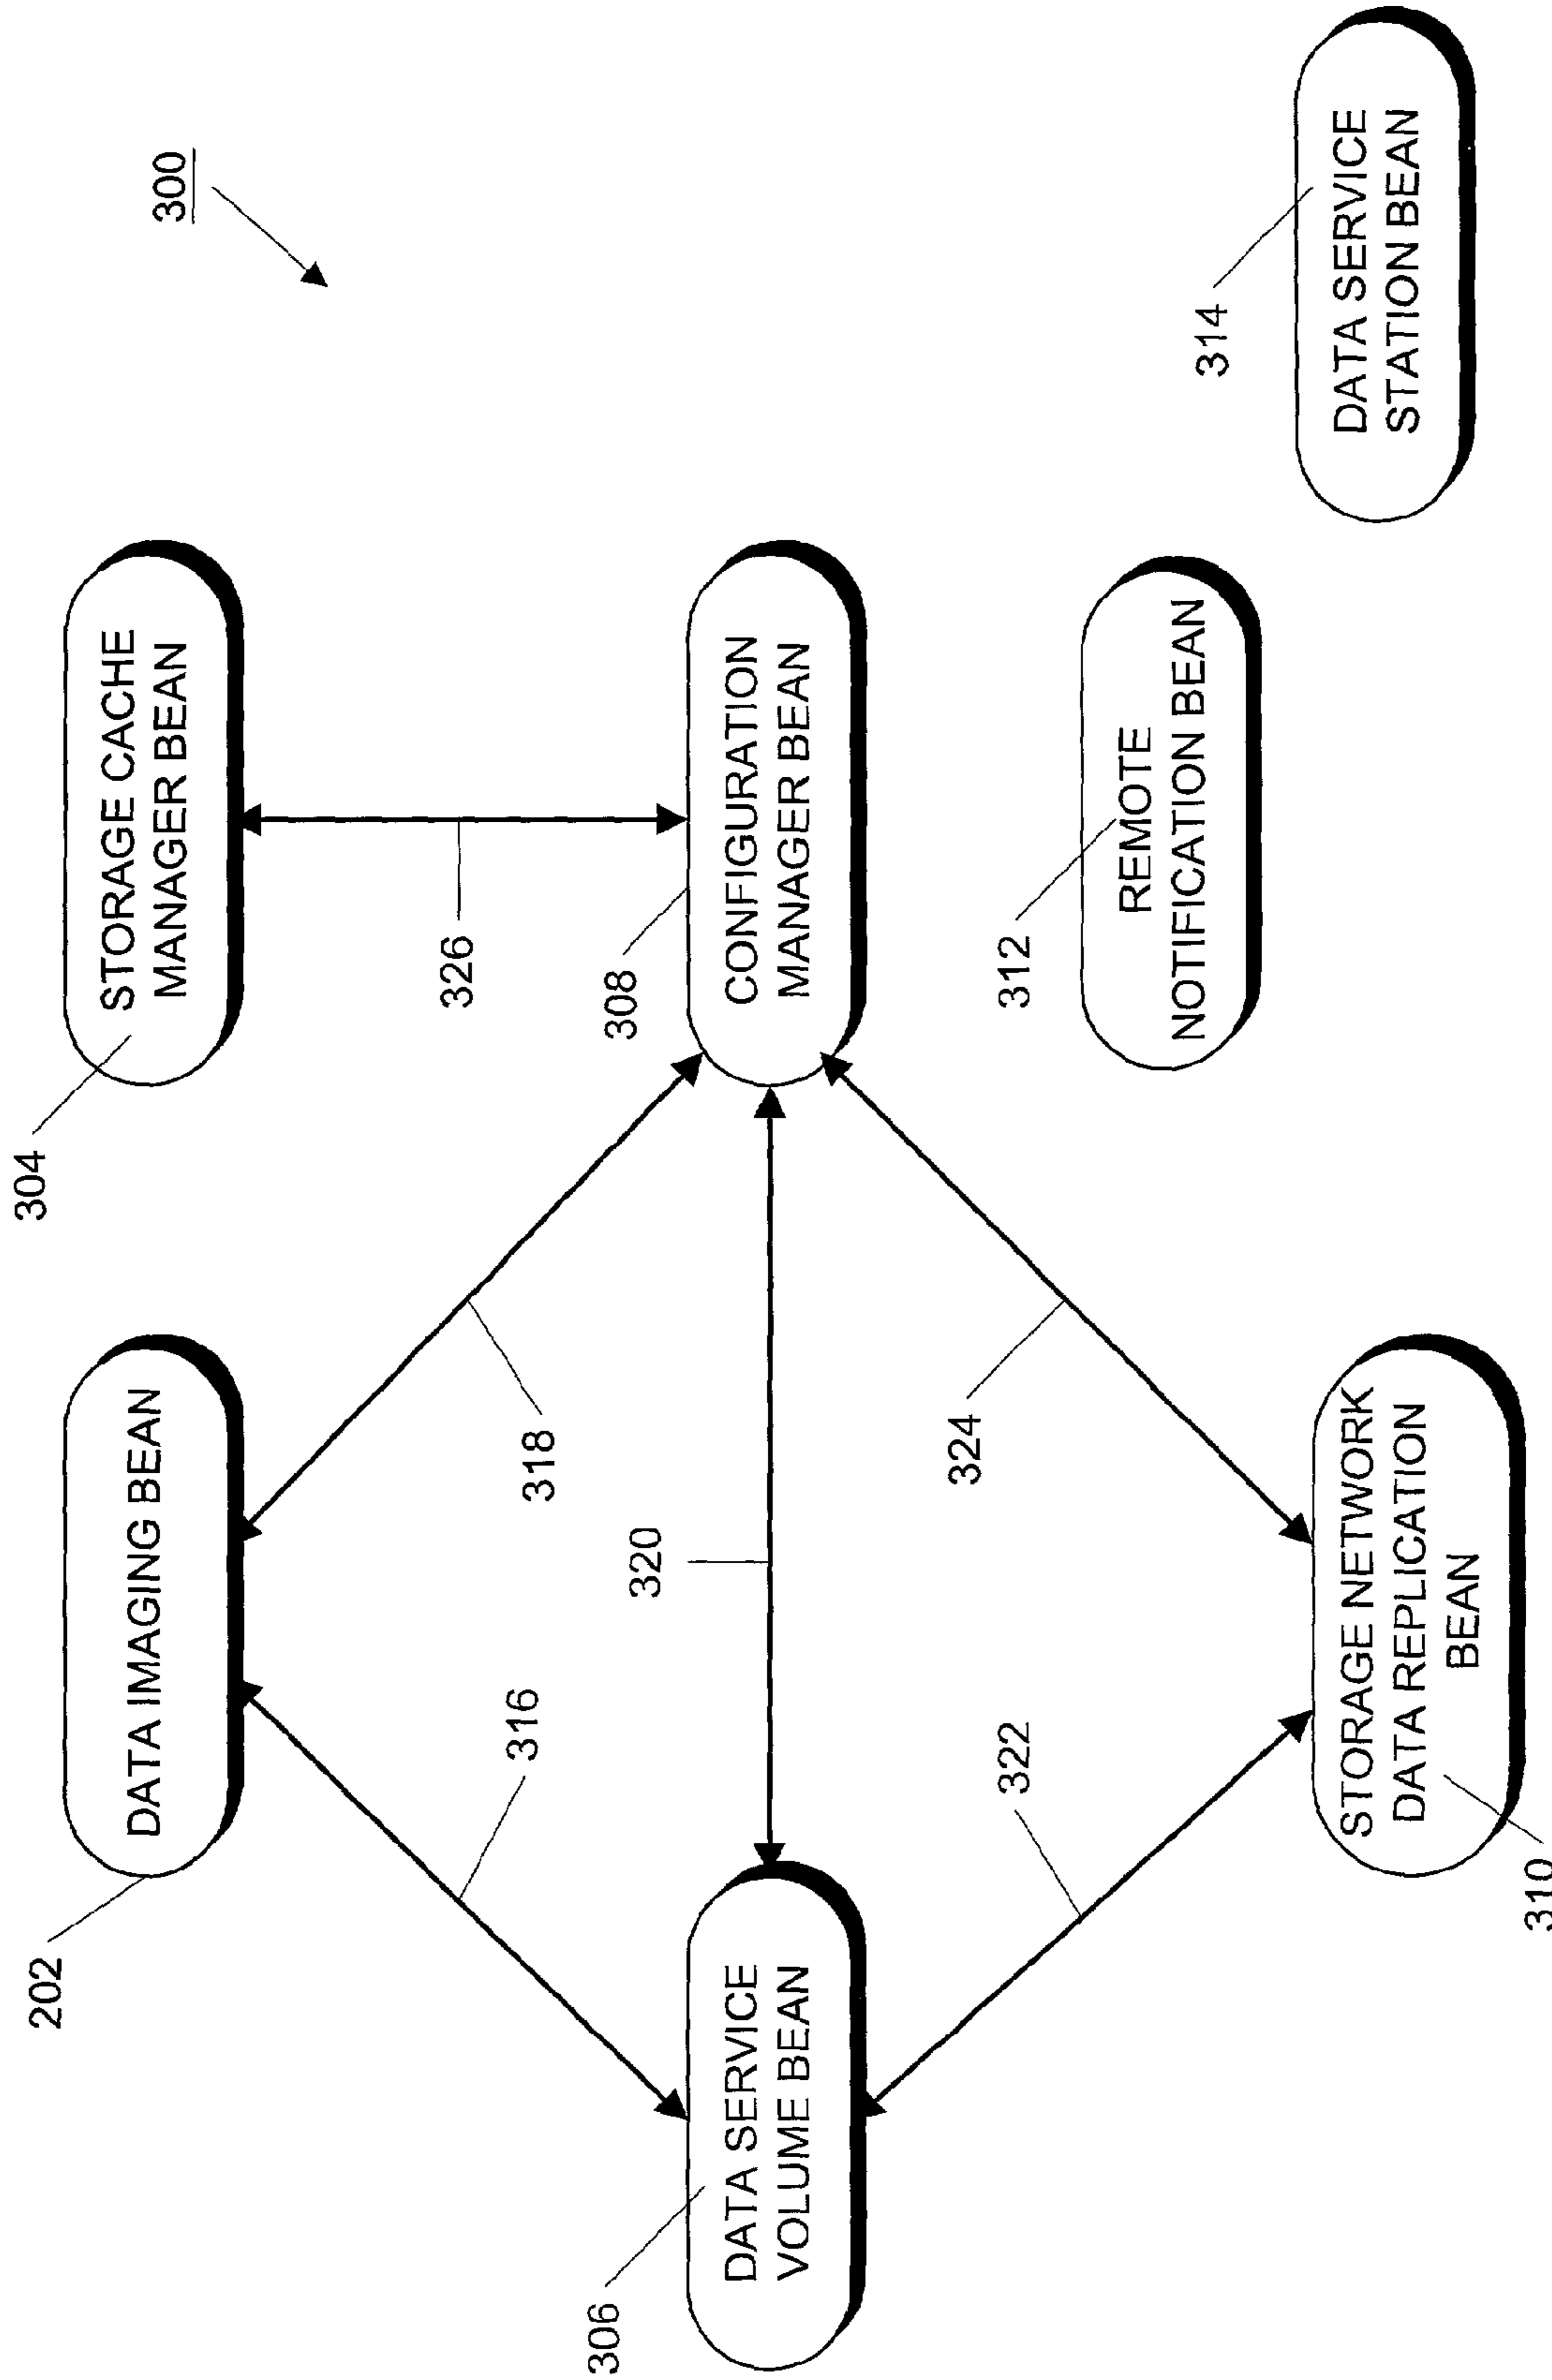 300
202
DATA IMAGING BEAN
304
STORAGE CACHE
MANAGER BEAN
316
318
326
306
DATA SERVICE
VOLUME BEAN
320
308
CONFIGURATION
MANAGER BEAN
322
324
312
REMOTE
NOTIFICATION BEAN
310
STORAGE NETWORK
DATA REPLICATION
BEAN
314
DATA SERVICE
STATION BEAN